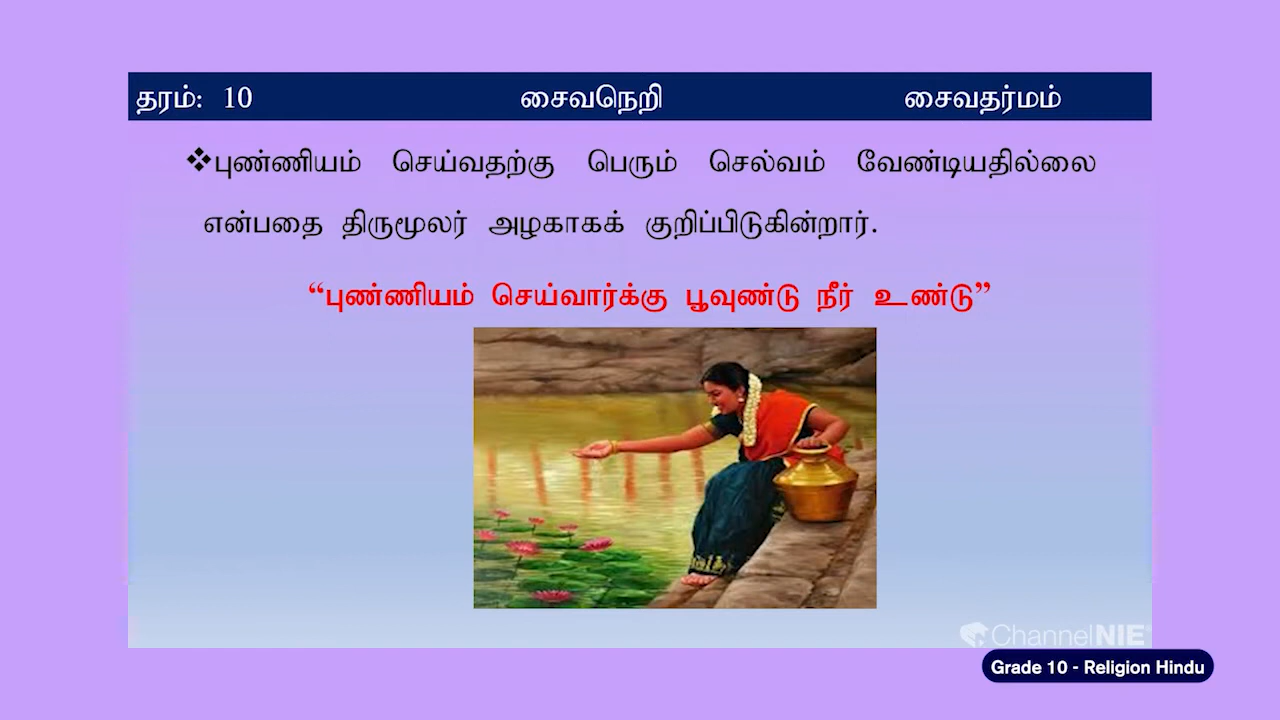 தரம்: 10 சைவநெறி சைவதர்மம்
❖புண்ணியம் செய்வதற்கு பெரும் செல்வம் வேண்டியதில்லை
என்பதை திருமூலர் அழகாகக் குறிப்பிடுகின்றார்.
“புண்ணியம் செய்வார்க்கு பூவுண்டு நீர் உண்டு”
ChannelNIE
Grade 10 - Religion Hindu